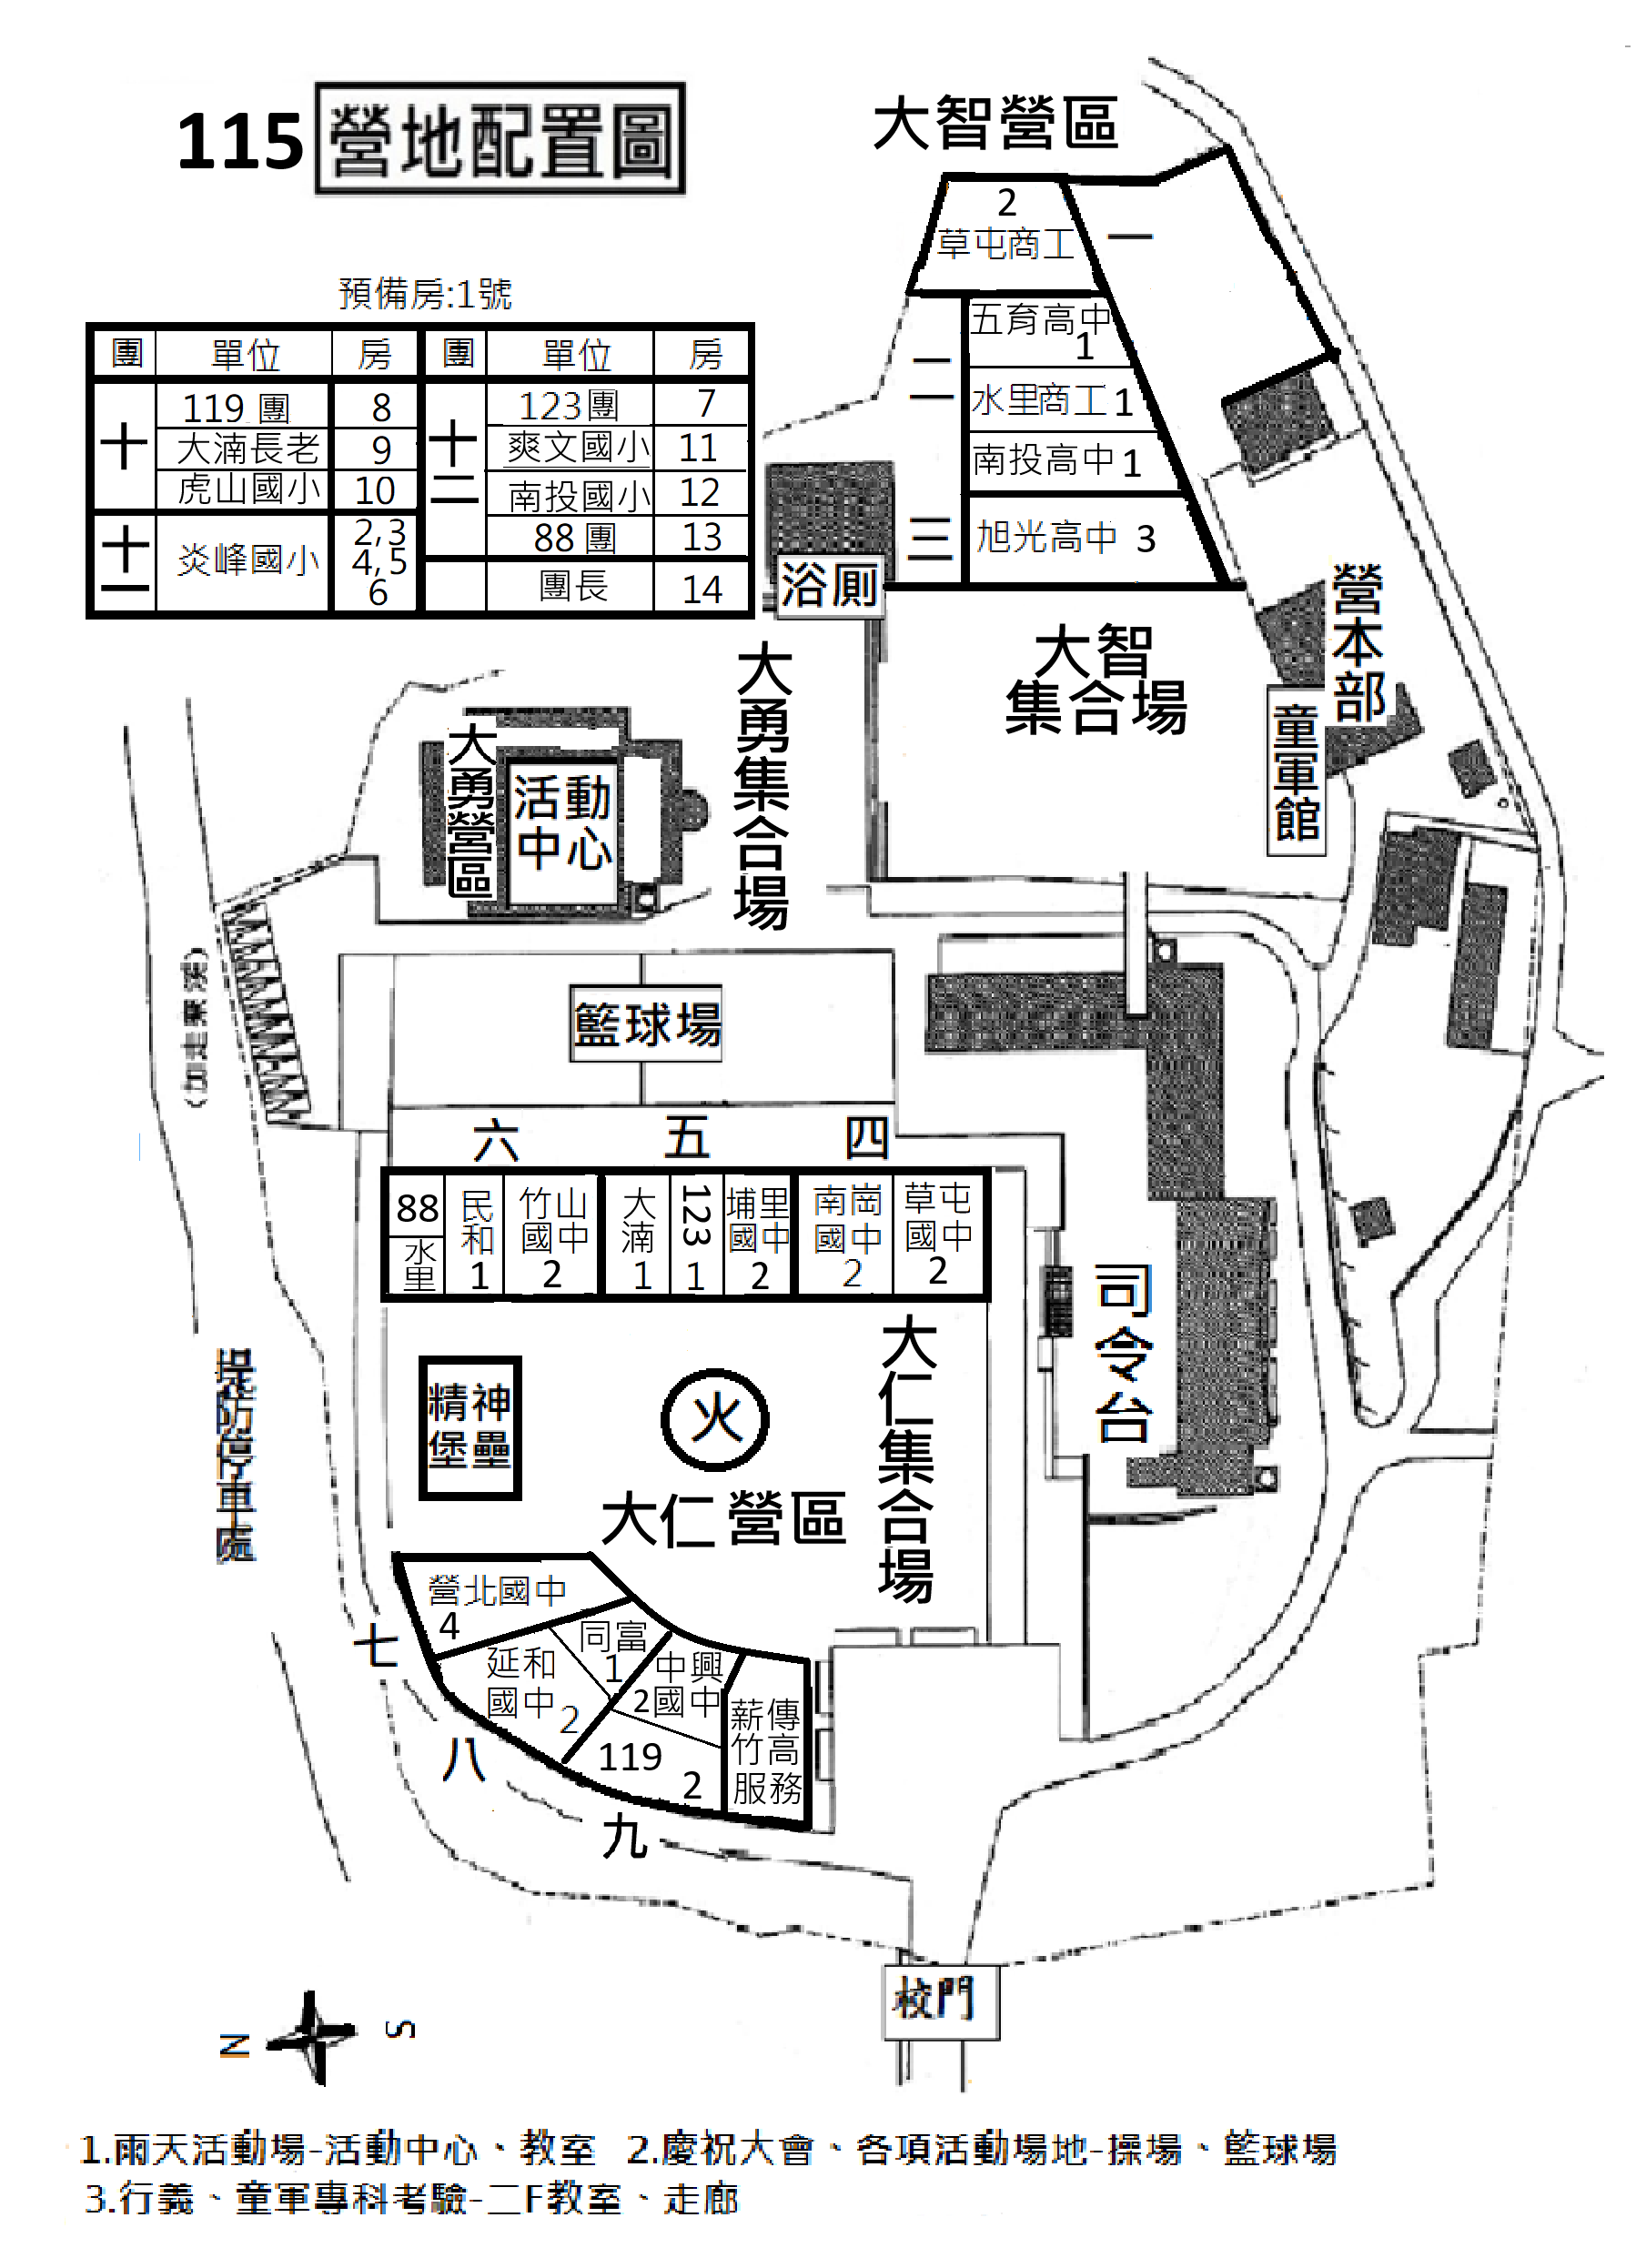 115 營地配置圖
大智營區
2
草屯商工
一
預備房:1號
團 單位 房 團 單位 房
十 119 團 8
大湳長老 9
虎山國小 10
十一 炎峰國小 2,3
4,5
6
十二 123團 7
爽文國小 11
南投國小 12
88 團 13
團長 14
二
五育高中
1
水里商工 1
南投高中 1
三
旭光高中 3
浴厠
大智
集合場
營本部
童軍館
大勇集合場
大勇營區
活動
中心
(加走寮溪)
籃球場
六 五 四
88
水里
民和
1
竹山
國中
2
大湳
1
123
1
埔里
國中
2
南崗
國中
2
草屯
國中
2
司令台
堤防停車處
精神
堡壘
火
大仁集合場
大仁營區
營北國中
4
七
同富
1
延和
國中 2
中興
2國中
薪傳
竹高
服務
119
2
八
九
校門
N
S
1.雨天活動場-活動中心、教室 2.慶祝大會、各項活動場地-操場、籃球場
3.行義、童軍專科考驗-二F教室、走廊